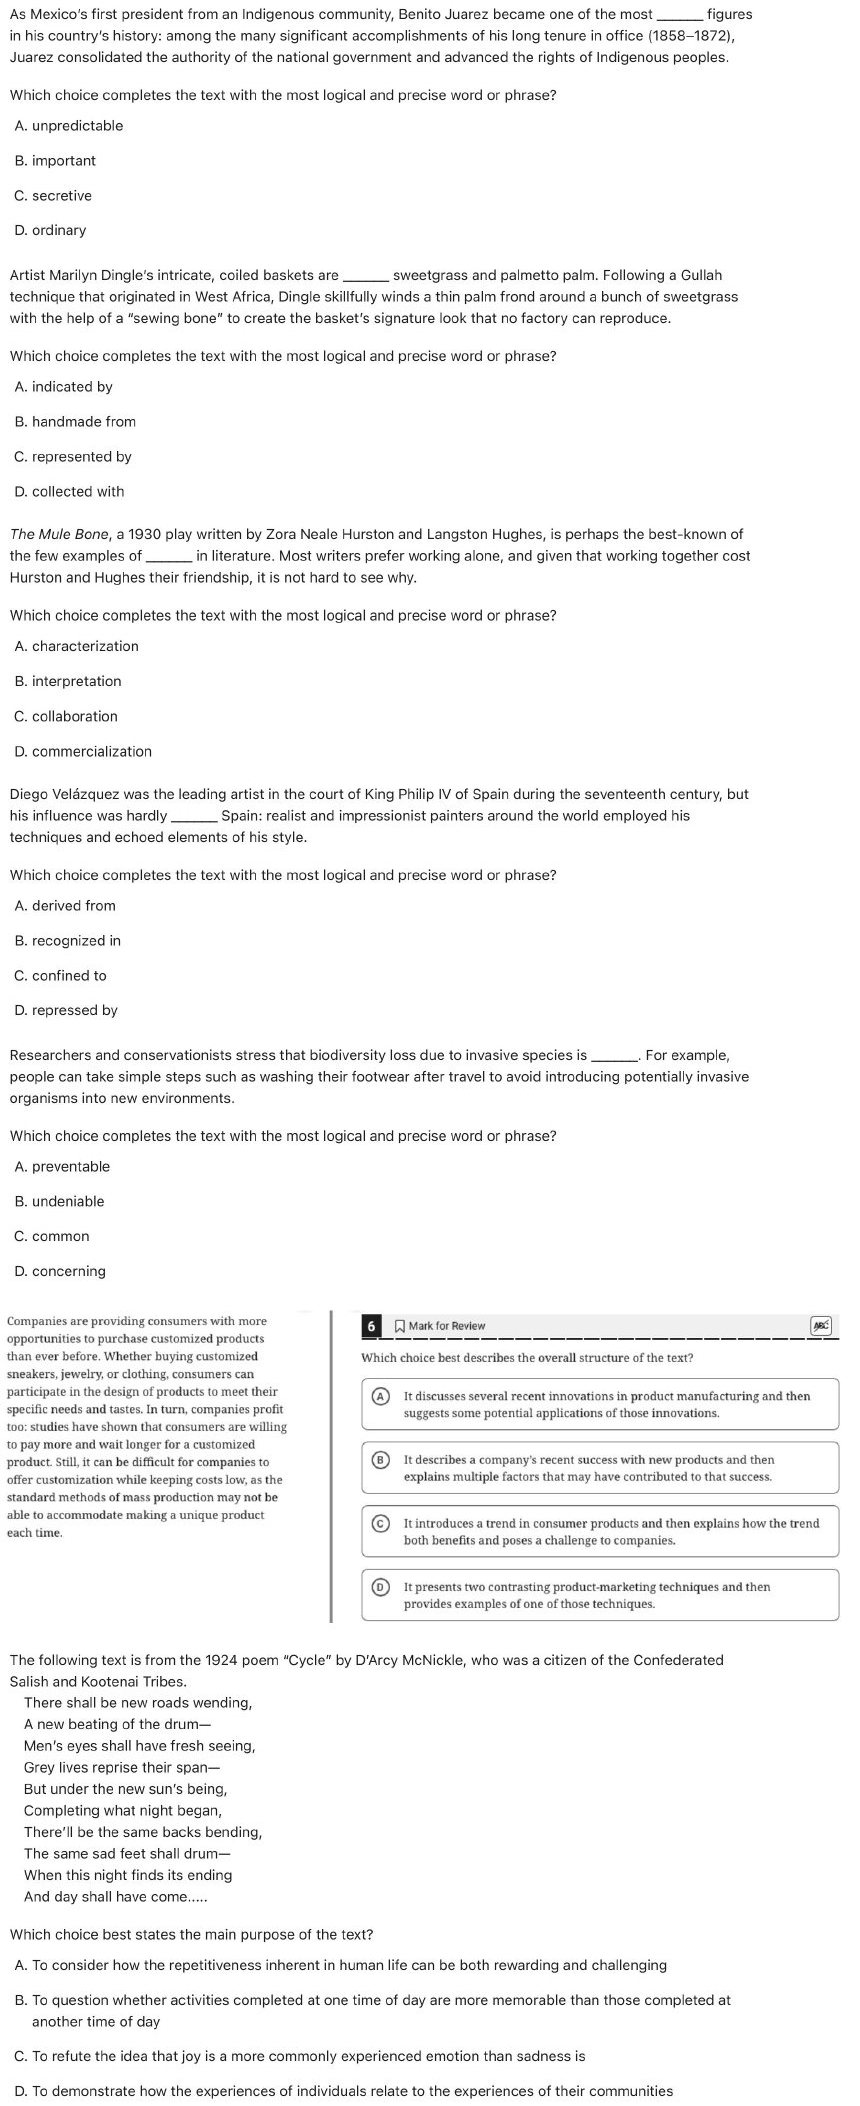 As Mexico's first president from an Indigenous community, Benito Juarez became one of the most ______ figures
in his country's history: among the many significant accomplishments of his long tenure in office (1858–1872),
Juarez consolidated the authority of the national government and advanced the rights of Indigenous peoples.
Which choice completes the text with the most logical and precise word or phrase?
A. unpredictable
B. important
C. secretive
D. ordinary
Artist Marilyn Dingle's intricate, coiled baskets are ______ sweetgrass and palmetto palm. Following a Gullah
technique that originated in West Africa, Dingle skillfully winds a thin palm frond around a bunch of sweetgrass
with the help of a “sewing bone” to create the basket's signature look that no factory can reproduce.
Which choice completes the text with the most logical and precise word or phrase?
A. indicated by
B. handmade from
C. represented by
D. collected with
The Mule Bone, a 1930 play written by Zora Neale Hurston and Langston Hughes, is perhaps the best-known of
the few examples of ______ in literature. Most writers prefer working alone, and given that working together cost
Hurston and Hughes their friendship, it is not hard to see why.
Which choice completes the text with the most logical and precise word or phrase?
A. characterization
B. interpretation
C. collaboration
D. commercialization
Diego Velázquez was the leading artist in the court of King Philip IV of Spain during the seventeenth century, but
his influence was hardly ______ Spain: realist and impressionist painters around the world employed his
techniques and echoed elements of his style.
Which choice completes the text with the most logical and precise word or phrase?
A. derived from
B. recognized in
C. confined to
D. repressed by
Researchers and conservationists stress that biodiversity loss due to invasive species is ______. For example,
people can take simple steps such as washing their footwear after travel to avoid introducing potentially invasive
organisms into new environments.
Which choice completes the text with the most logical and precise word or phrase?
A. preventable
B. undeniable
C. common
D. concerning
Companies are providing consumers with more
opportunities to purchase customized products
than ever before. Whether buying customized
sneakers, jewelry, or clothing, consumers can
participate in the design of products to meet their
specific needs and tastes. In turn, companies profit
too: studies have shown that consumers are willing
to pay more and wait longer for a customized
product. Still, it can be difficult for companies to
offer customization while keeping costs low, as the
standard methods of mass production may not be
able to accommodate making a unique product
each time.
6 Mark for Review ABC
Which choice best describes the overall structure of the text?
A It discusses several recent innovations in product manufacturing and then
suggests some potential applications of those innovations.
B It describes a company's recent success with new products and then
explains multiple factors that may have contributed to that success.
C It introduces a trend in consumer products and then explains how the trend
both benefits and poses a challenge to companies.
D It presents two contrasting product-marketing techniques and then
provides examples of one of those techniques.
The following text is from the 1924 poem “Cycle” by D'Arcy McNickle, who was a citizen of the Confederated
Salish and Kootenai Tribes.
There shall be new roads wending,
A new beating of the drum—
Men's eyes shall have fresh seeing,
Grey lives reprise their span—
But under the new sun's being,
Completing what night began,
There'll be the same backs bending,
The same sad feet shall drum—
When this night finds its ending
And day shall have come.....
Which choice best states the main purpose of the text?
A. To consider how the repetitiveness inherent in human life can be both rewarding and challenging
B. To question whether activities completed at one time of day are more memorable than those completed at
another time of day
C. To refute the idea that joy is a more commonly experienced emotion than sadness is
D. To demonstrate how the experiences of individuals relate to the experiences of their communities